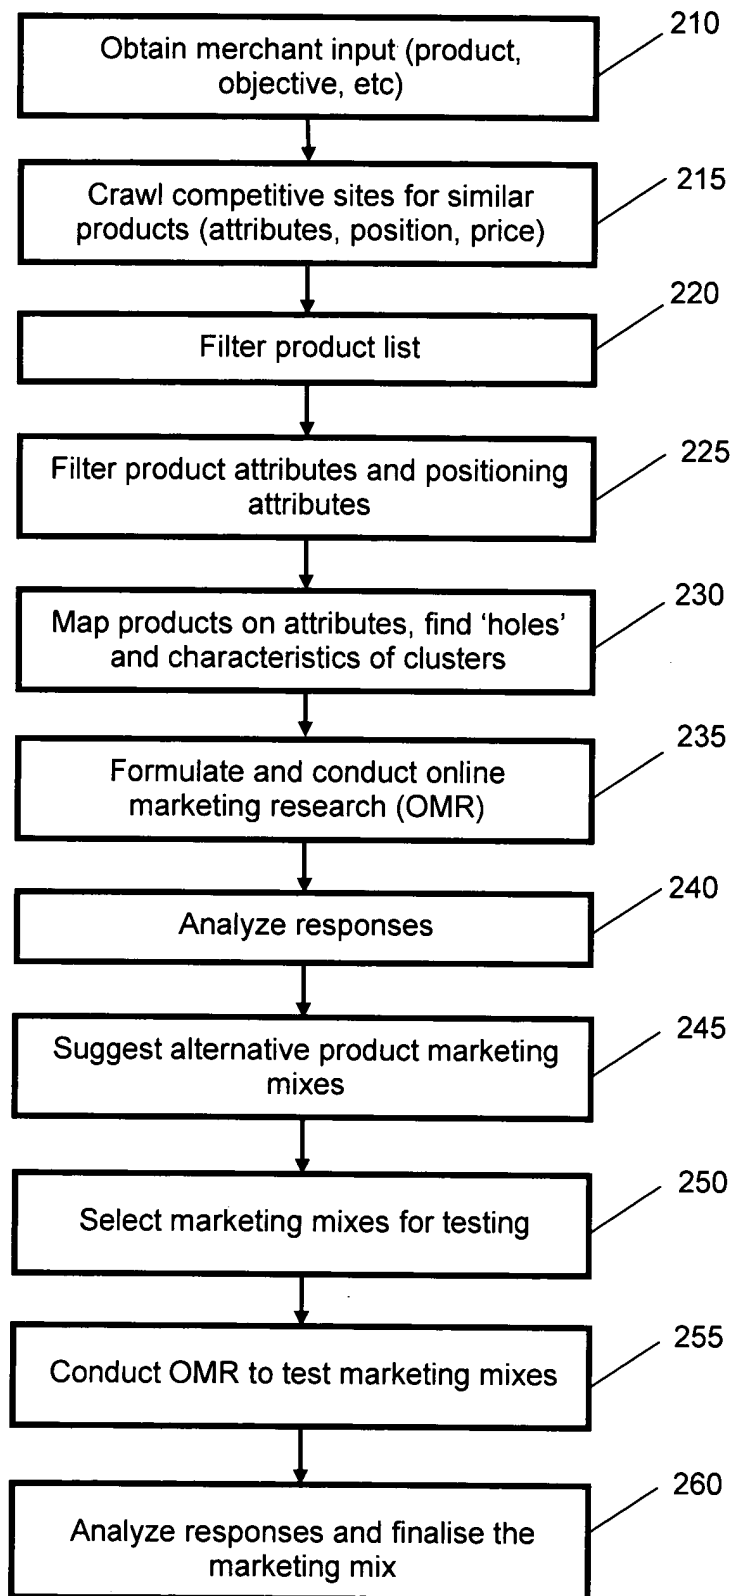 210
Obtain merchant input (product,
objective, etc)
215
Crawl competitive sites for similar
products (attributes, position, price)
220
Filter product list
225
Filter product attributes and positioning
attributes
230
Map products on attributes, find ‘holes’
and characteristics of clusters
235
Formulate and conduct online
marketing research (OMR)
240
Analyze responses
245
Suggest alternative product marketing
mixes
250
Select marketing mixes for testing
255
Conduct OMR to test marketing mixes
260
Analyze responses and finalise the
marketing mix